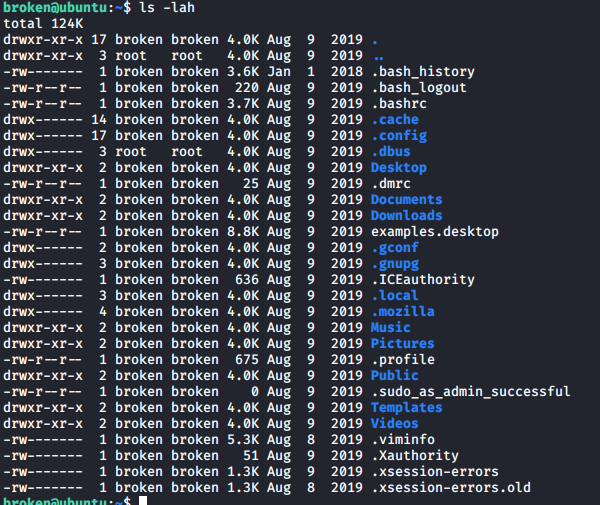 broken@ubuntu:~$ ls -lah
total 124K
drwxr-xr-x 17 broken broken 4.0K Aug  9  2019 .
drwxr-xr-x  3 root   root   4.0K Aug  9  2019 ..
-rw-------  1 broken broken 3.6K Jan  1  2018 .bash_history
-rw-r--r--  1 broken broken  220 Aug  9  2019 .bash_logout
-rw-r--r--  1 broken broken 3.7K Aug  9  2019 .bashrc
drwx------ 14 broken broken 4.0K Aug  9  2019 .cache
drwx------ 17 broken broken 4.0K Aug  9  2019 .config
drwx------  3 root   root   4.0K Aug  9  2019 .dbus
drwxr-xr-x  2 broken broken 4.0K Aug  9  2019 Desktop
-rw-r--r--  1 broken broken   25 Aug  9  2019 .dmrc
drwxr-xr-x  2 broken broken 4.0K Aug  9  2019 Documents
drwxr-xr-x  2 broken broken 4.0K Aug  9  2019 Downloads
-rw-r--r--  1 broken broken 8.8K Aug  9  2019 examples.desktop
drwx------  2 broken broken 4.0K Aug  9  2019 .gconf
drwx------  3 broken broken 4.0K Aug  9  2019 .gnupg
-rw-------  1 broken broken  636 Aug  9  2019 .ICEauthority
drwx------  3 broken broken 4.0K Aug  9  2019 .local
drwx------  4 broken broken 4.0K Aug  9  2019 .mozilla
drwxr-xr-x  2 broken broken 4.0K Aug  9  2019 Music
drwxr-xr-x  2 broken broken 4.0K Aug  9  2019 Pictures
-rw-r--r--  1 broken broken  675 Aug  9  2019 .profile
drwxr-xr-x  2 broken broken 4.0K Aug  9  2019 Public
-rw-r--r--  1 broken broken    0 Aug  9  2019 .sudo_as_admin_successful
drwxr-xr-x  2 broken broken 4.0K Aug  9  2019 Templates
drwxr-xr-x  2 broken broken 4.0K Aug  9  2019 Videos
-rw-------  1 broken broken 5.3K Aug  8  2019 .viminfo
-rw-------  1 broken broken   51 Aug  9  2019 .Xauthority
-rw-------  1 broken broken 1.3K Aug  9  2019 .xsession-errors
-rw-------  1 broken broken 1.3K Aug  8  2019 .xsession-errors.old
broken@ubuntu:~$